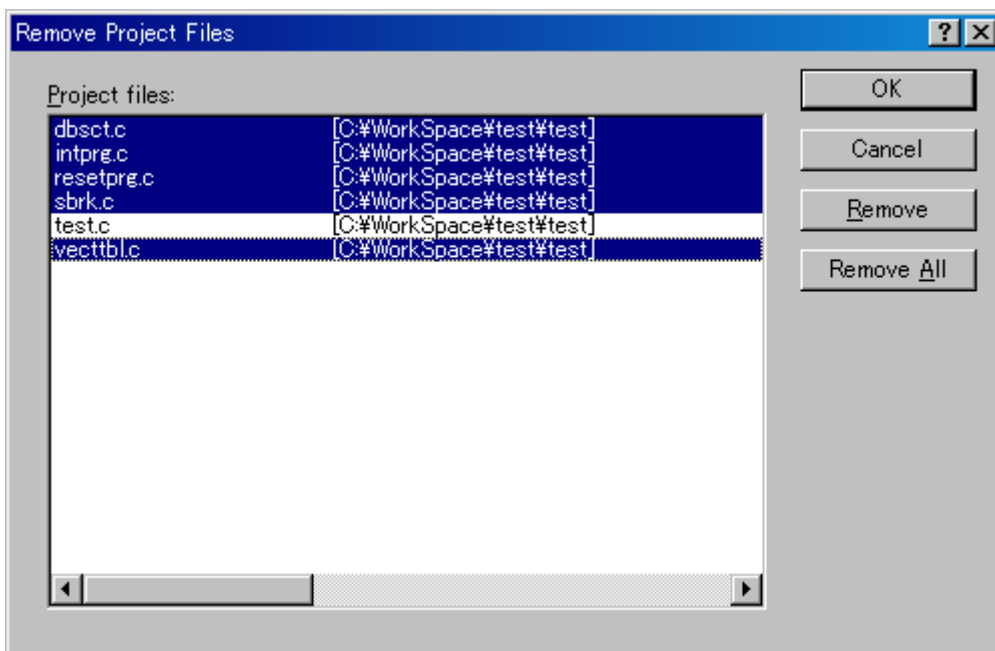 Remove Project Files
Project files:
dbsct.c [C:¥WorkSpace¥test¥test]
intprg.c [C:¥WorkSpace¥test¥test]
resetprg.c [C:¥WorkSpace¥test¥test]
sbrk.c [C:¥WorkSpace¥test¥test]
test.c [C:¥WorkSpace¥test¥test]
vecttbl.c [C:¥WorkSpace¥test¥test]
OK
Cancel
Remove
Remove All